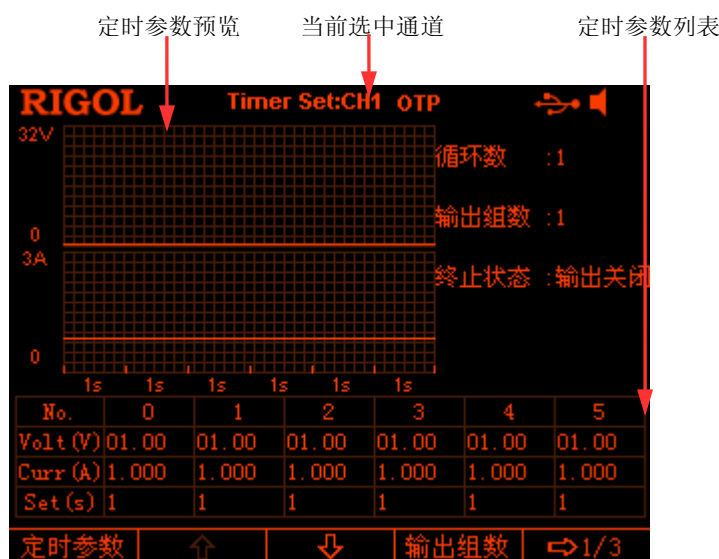 定时参数预览 当前选中通道 定时参数列表
RIGOL Timer Set:CH1 OTP
32V
循环数 :1
输出组数 :1
0
3A
终止状态 :输出关闭
0
1s 1s 1s 1s 1s
No. 0 1 2 3 4 5
Volt(V) 01.00 01.00 01.00 01.00 01.00 01.00
Curr(A) 1.000 1.000 1.000 1.000 1.000 1.000
Set(s) 1 1 1 1 1 1
定时参数 输出组数 1/3